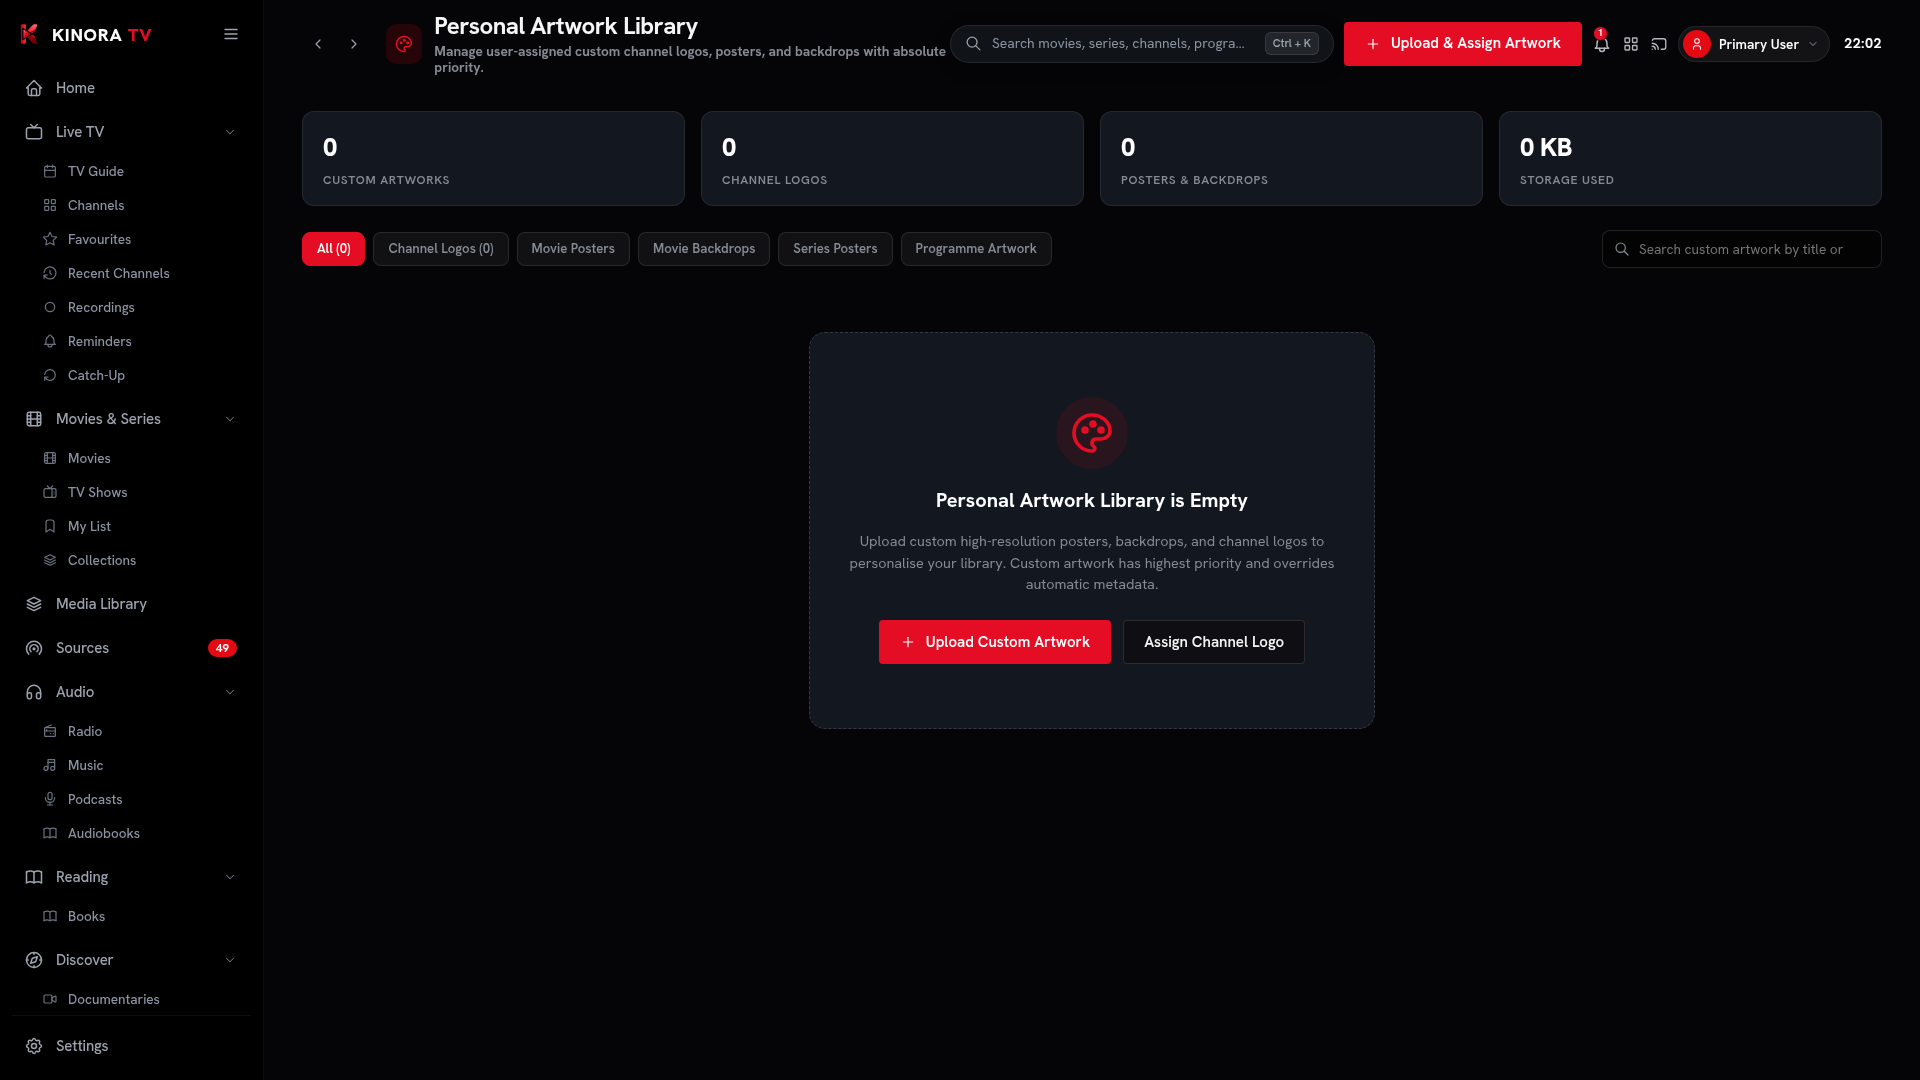 KINORA TV
Home
Live TV
TV Guide
Channels
Favourites
Recent Channels
Recordings
Reminders
Catch-Up
Movies & Series
Movies
TV Shows
My List
Collections
Media Library
Sources 49
Audio
Radio
Music
Podcasts
Audiobooks
Reading
Books
Discover
Documentaries
Settings
Personal Artwork Library
Manage user-assigned custom channel logos, posters, and backdrops with absolute
priority.
Search movies, series, channels, progra... Ctrl + K
Upload & Assign Artwork
1
Primary User
22:02
0
CUSTOM ARTWORKS
0
CHANNEL LOGOS
0
POSTERS & BACKDROPS
0 KB
STORAGE USED
All (0)
Channel Logos (0)
Movie Posters
Movie Backdrops
Series Posters
Programme Artwork
Search custom artwork by title or
Personal Artwork Library is Empty
Upload custom high-resolution posters, backdrops, and channel logos to
personalise your library. Custom artwork has highest priority and overrides
automatic metadata.
Upload Custom Artwork
Assign Channel Logo